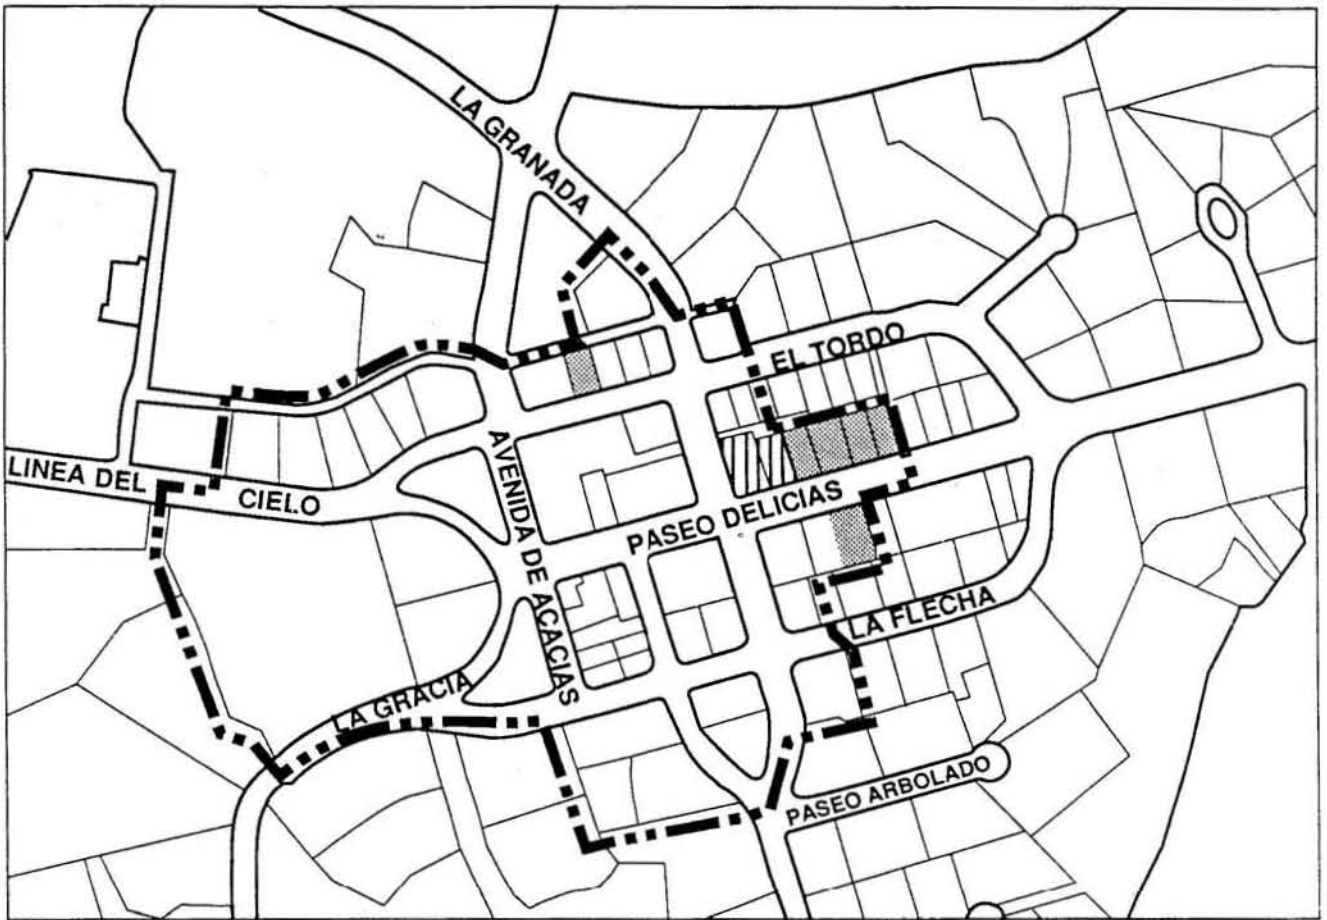 LA GRANADA
EL TORDO
LINEA DEL CIELO
AVENIDA DE ACACIAS
PASEO DELICIAS
LA FLECHA
LA GRACIA
PASEO ARBOLADO